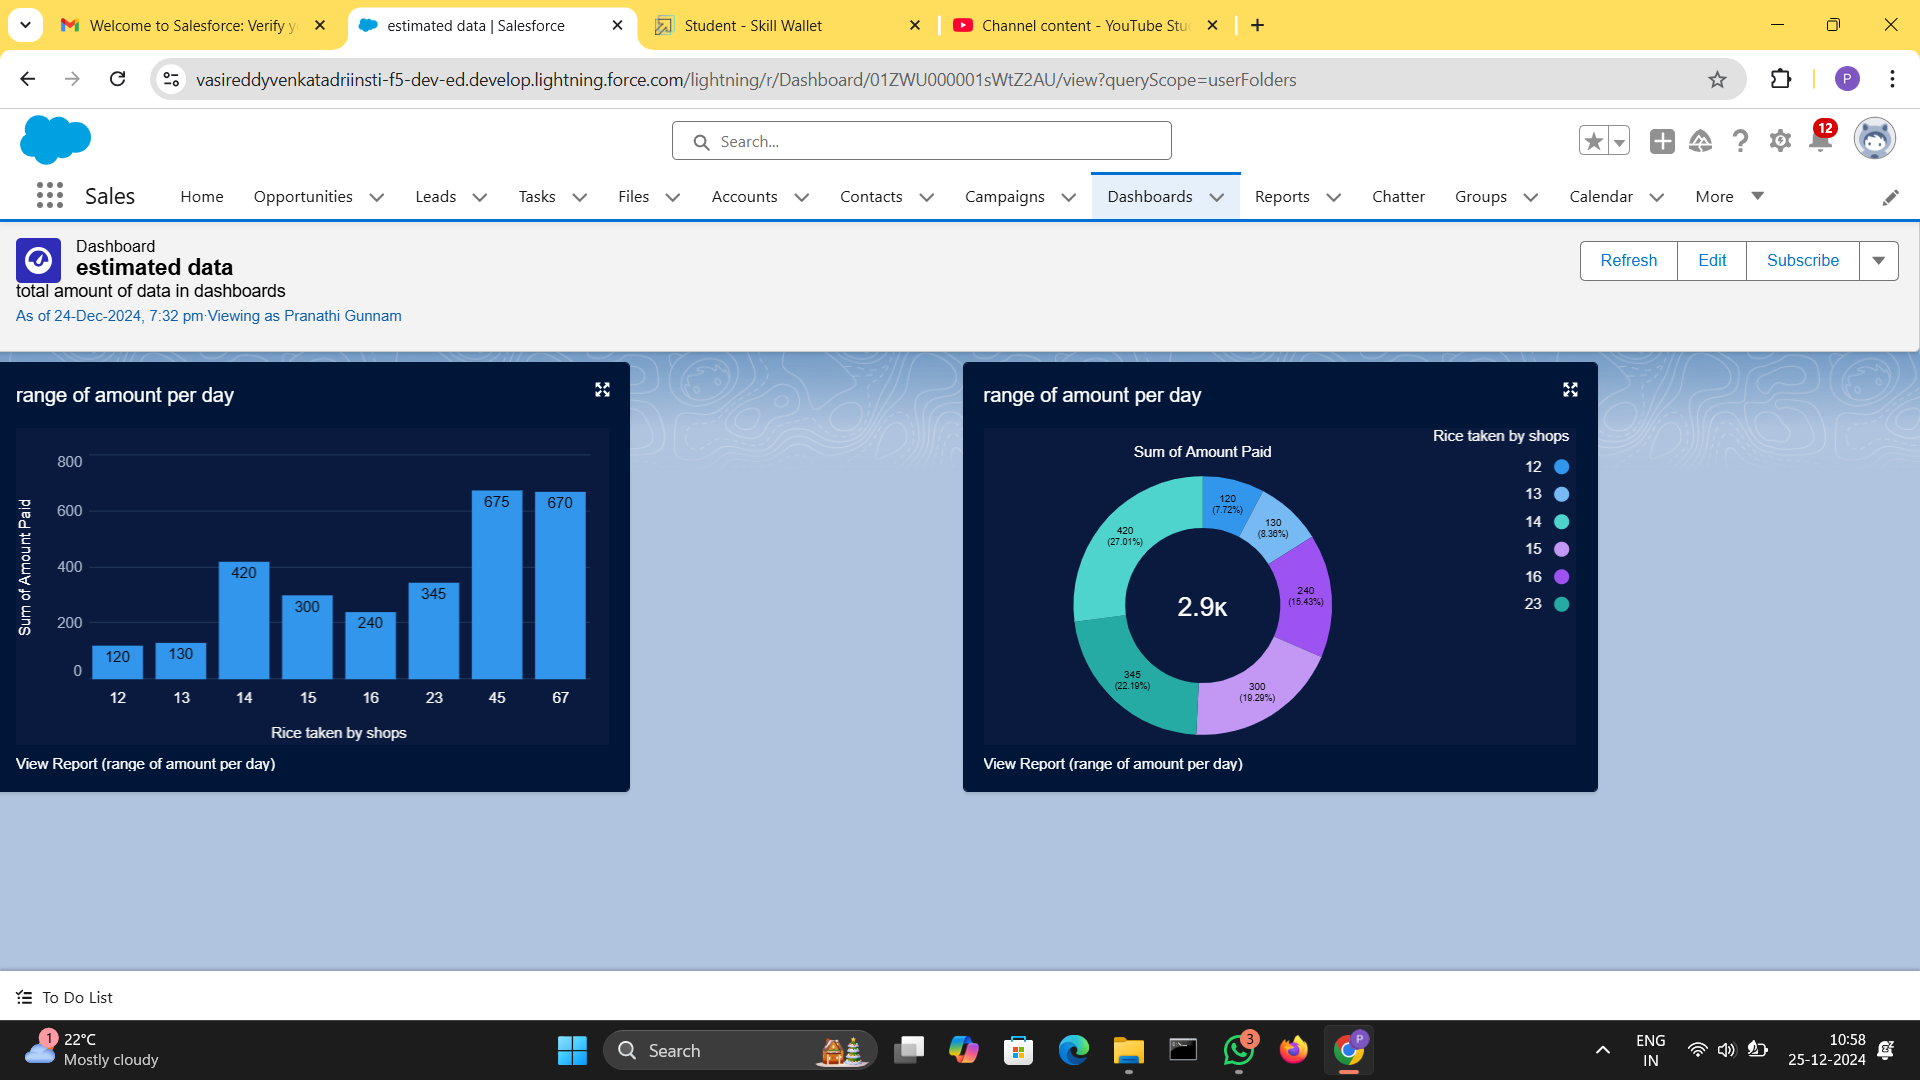 Welcome to Salesforce: Verify y
estimated data | Salesforce
Student - Skill Wallet
Channel content - YouTube Stu
vasireddyvenkatadriinsti-f5-dev-ed.develop.lightning.force.com/lightning/r/Dashboard/01ZWU000001sWtZ2AU/view?queryScope=userFolders
P
Search...
12
Sales
Home
Opportunities
Leads
Tasks
Files
Accounts
Contacts
Campaigns
Dashboards
Reports
Chatter
Groups
Calendar
More
Dashboard
estimated data
total amount of data in dashboards
As of 24-Dec-2024, 7:32 pm·Viewing as Pranathi Gunnam
Refresh
Edit
Subscribe
range of amount per day
Sum of Amount Paid
800
600
400
200
0
120
130
420
300
240
345
675
670
12
13
14
15
16
23
45
67
Rice taken by shops
View Report (range of amount per day)
range of amount per day
Rice taken by shops
12
13
14
15
16
23
Sum of Amount Paid
120
(7.72%)
130
(8.36%)
240
(15.43%)
300
(19.29%)
345
(22.19%)
420
(27.01%)
2.9K
View Report (range of amount per day)
To Do List
1
22°C
Mostly cloudy
Search
3
P
ENG
IN
10:58
25-12-2024